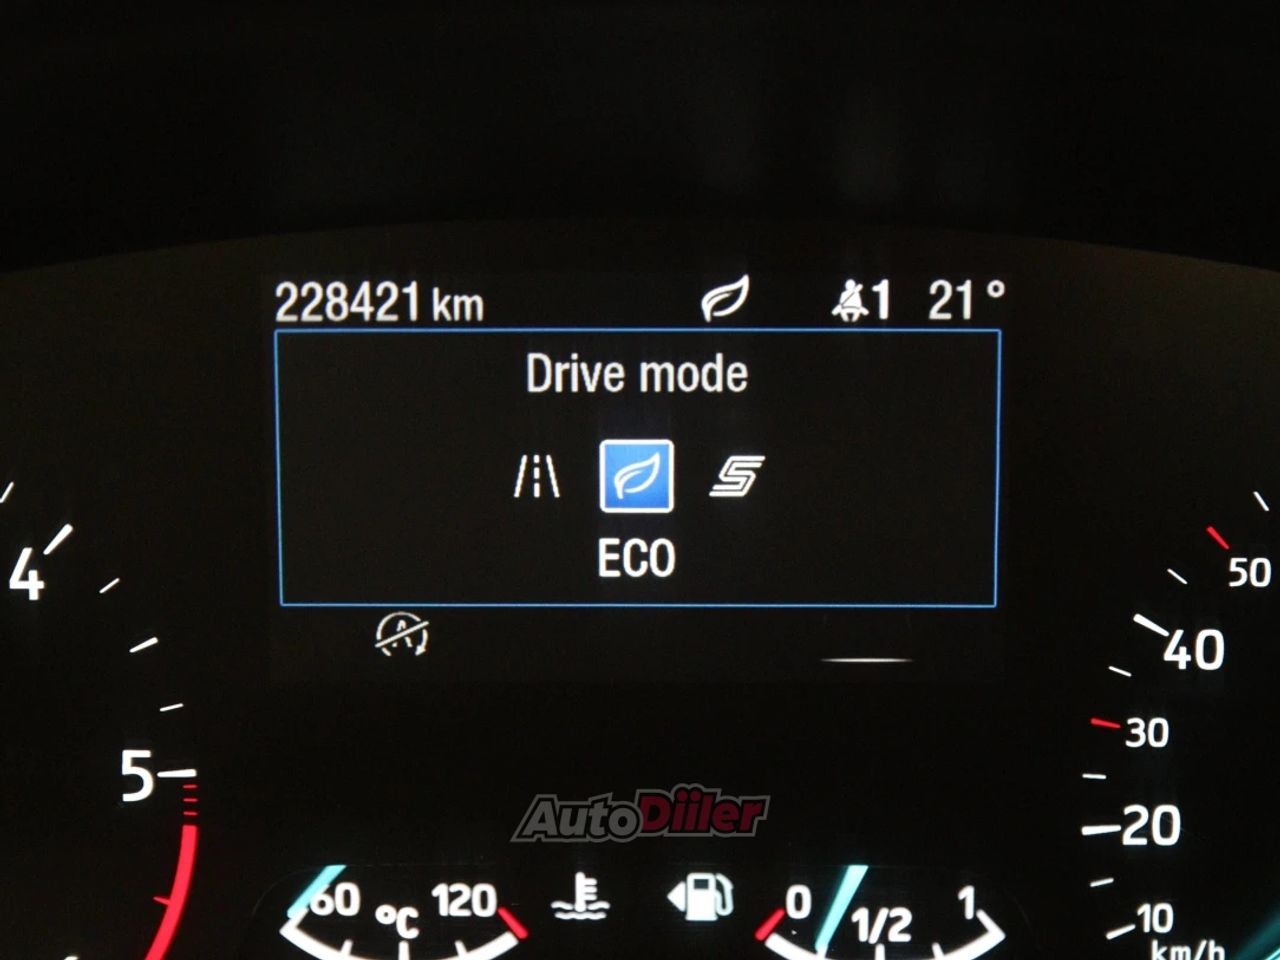 228421 km 1 21°
Drive mode
ECO
4
5
50
40
30
20
10
km/h
AutoDiiler
60 °C 120
0 1/2 1